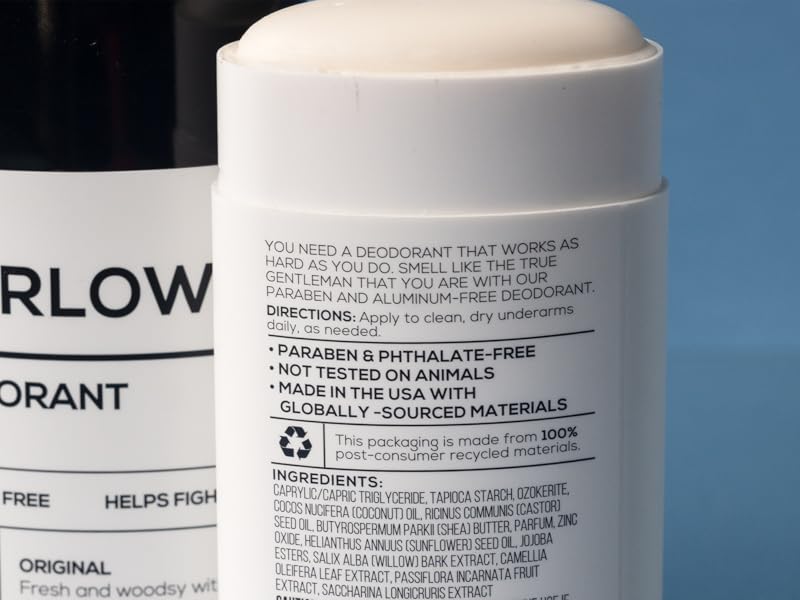 RLOW
ORANT
FREE HELPS FIGH
ORIGINAL
Fresh and woodsy wit
YOU NEED A DEODORANT THAT WORKS AS
HARD AS YOU DO. SMELL LIKE THE TRUE
GENTLEMAN THAT YOU ARE WITH OUR
PARABEN AND ALUMINUM-FREE DEODORANT.
DIRECTIONS: Apply to clean, dry underarms
daily, as needed.
• PARABEN & PHTHALATE-FREE
• NOT TESTED ON ANIMALS
• MADE IN THE USA WITH
GLOBALLY -SOURCED MATERIALS
This packaging is made from 100%
post-consumer recycled materials.
INGREDIENTS:
CAPRYLIC/CAPRIC TRIGLYCERIDE, TAPIOCA STARCH, OZOKERITE,
COCOS NUCIFERA (COCONUT) OIL, RICINUS COMMUNIS (CASTOR)
SEED OIL, BUTYROSPERMUM PARKII (SHEA) BUTTER, PARFUM, ZINC
OXIDE, HELIANTHUS ANNUUS (SUNFLOWER) SEED OIL, JOJOBA
ESTERS, SALIX ALBA (WILLOW) BARK EXTRACT, CAMELLIA
OLEIFERA LEAF EXTRACT, PASSIFLORA INCARNATA FRUIT
EXTRACT, SACCHARINA LONGICRURIS EXTRACT